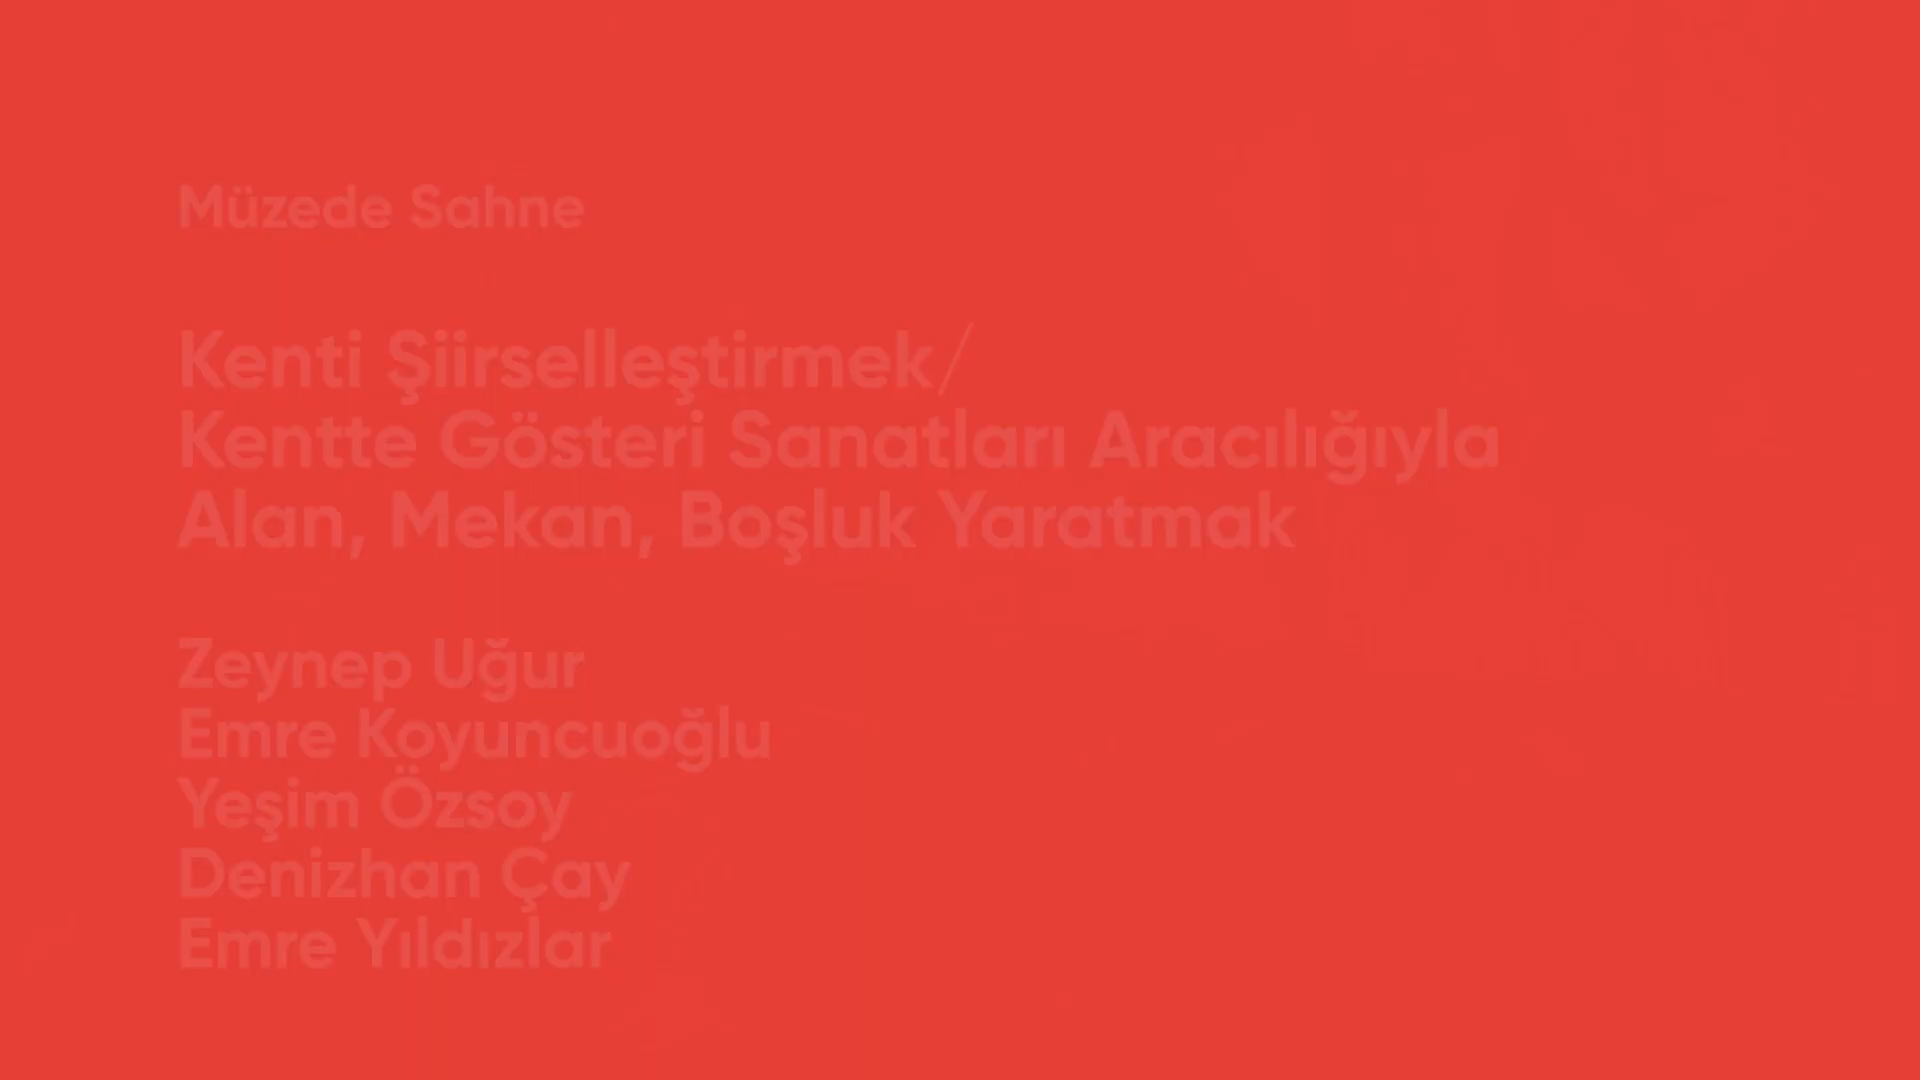 Müzede Sahne
Kenti Şiirselleştirmek/
Kentte Gösteri Sanatları Aracılığıyla
Alan, Mekan, Boşluk Yaratmak
Zeynep Uğur
Emre Koyuncuoğlu
Yeşim Özsoy
Denizhan Çay
Emre Yıldızlar